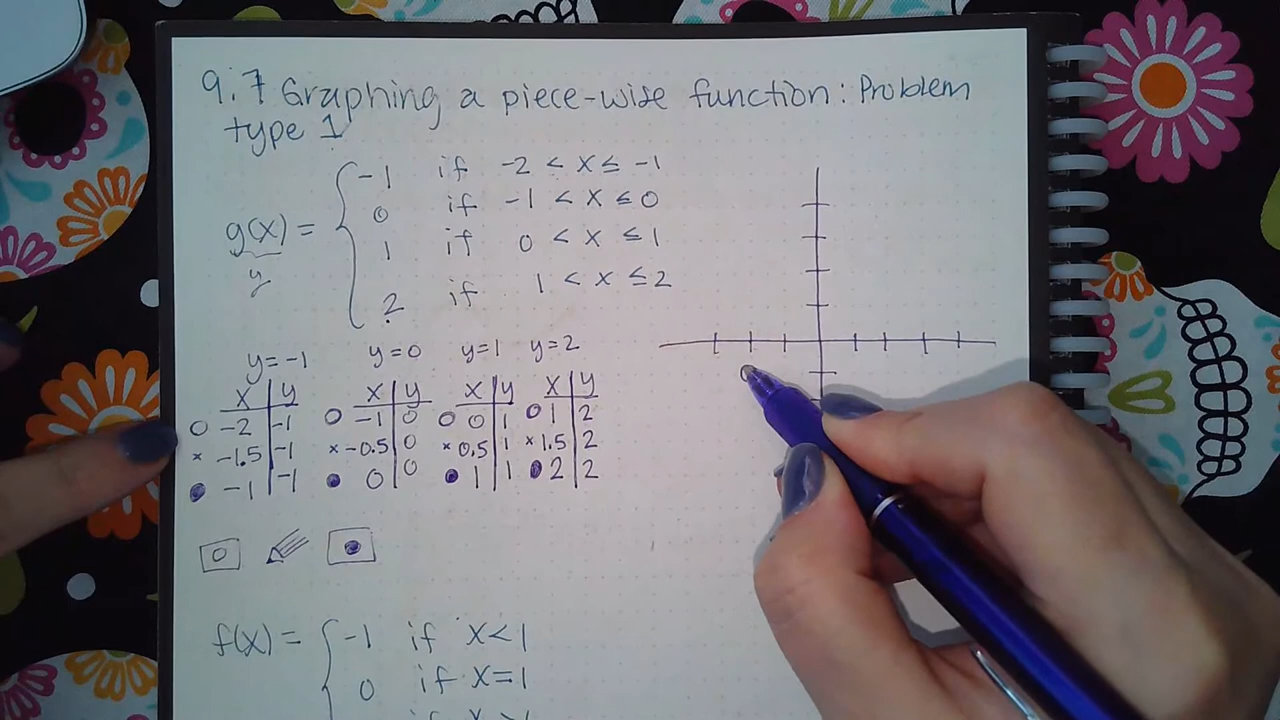 9.7 Graphing a piece-wise function: Problem
type 1
g(x) = { -1 if -2 < x ≤ -1
0 if -1 < x ≤ 0
1 if 0 < x ≤ 1
2 if 1 < x ≤ 2
y
y=-1 y=0 y=1 y=2
x | y x | y x | y x | y
○ -2 | -1 ○ -1 | 0 ○ 0 | 1 ○ 1 | 2
× -1.5 | -1 × -0.5 | 0 × 0.5 | 1 × 1.5 | 2
● -1 | -1 ● 0 | 0 ● 1 | 1 ● 2 | 2
f(x) = { -1 if x<1
0 if x=1